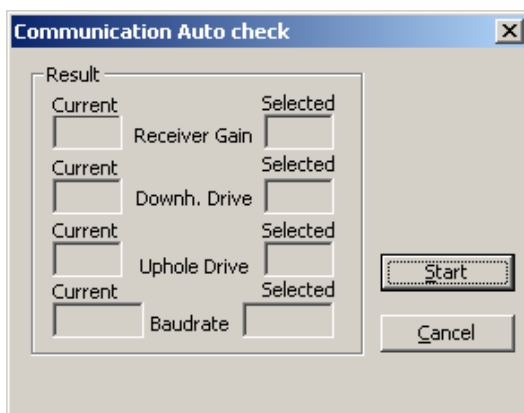 Communication Auto check
Result
Current Selected
Receiver Gain
Current Selected
Downh. Drive
Current Selected
Uphole Drive
Current Selected
Baudrate
Start
Cancel